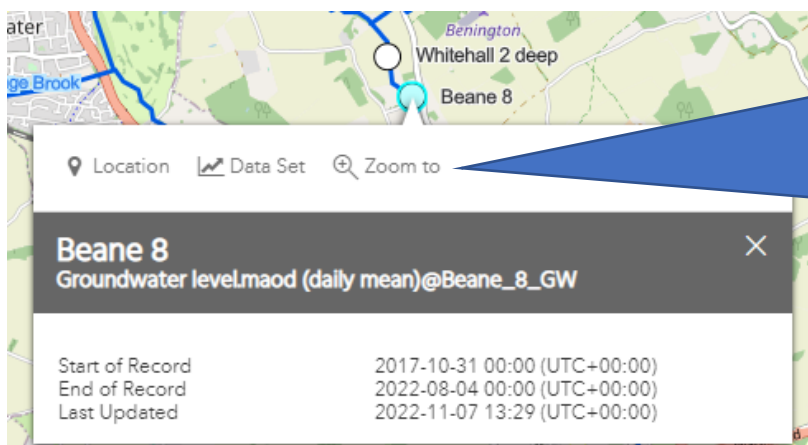 ater
Benington
Whitehall 2 deep
ge Brook
Beane 8
Location Data Set Zoom to
Beane 8
Groundwater level.maod (daily mean)@Beane_8_GW
Start of Record 2017-10-31 00:00 (UTC+00:00)
End of Record 2022-08-04 00:00 (UTC+00:00)
Last Updated 2022-11-07 13:29 (UTC+00:00)